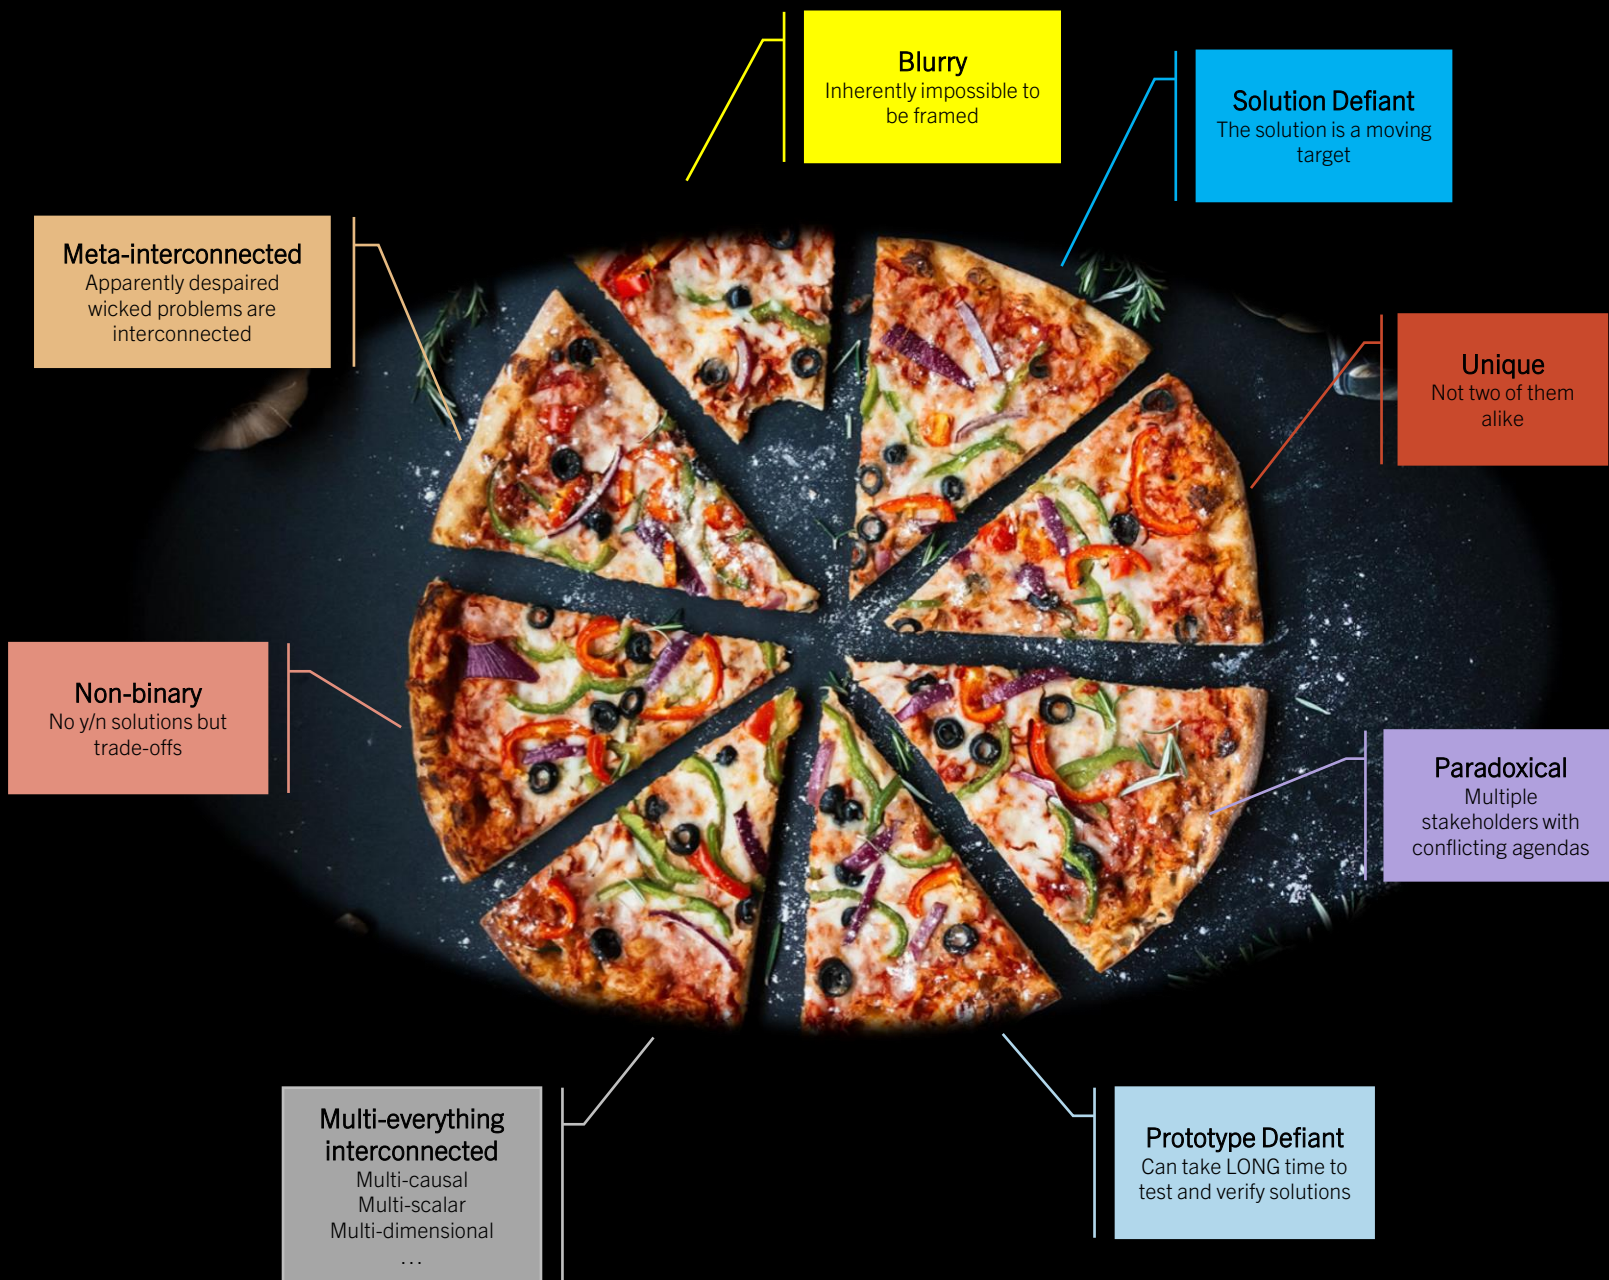 Blurry
Inherently impossible to
be framed
Solution Defiant
The solution is a moving
target
Meta-interconnected
Apparently despaired
wicked problems are
interconnected
Unique
Not two of them
alike
Non-binary
No y/n solutions but
trade-offs
Paradoxical
Multiple
stakeholders with
conflicting agendas
Multi-everything
interconnected
Multi-causal
Multi-scalar
Multi-dimensional
...
Prototype Defiant
Can take LONG time to
test and verify solutions